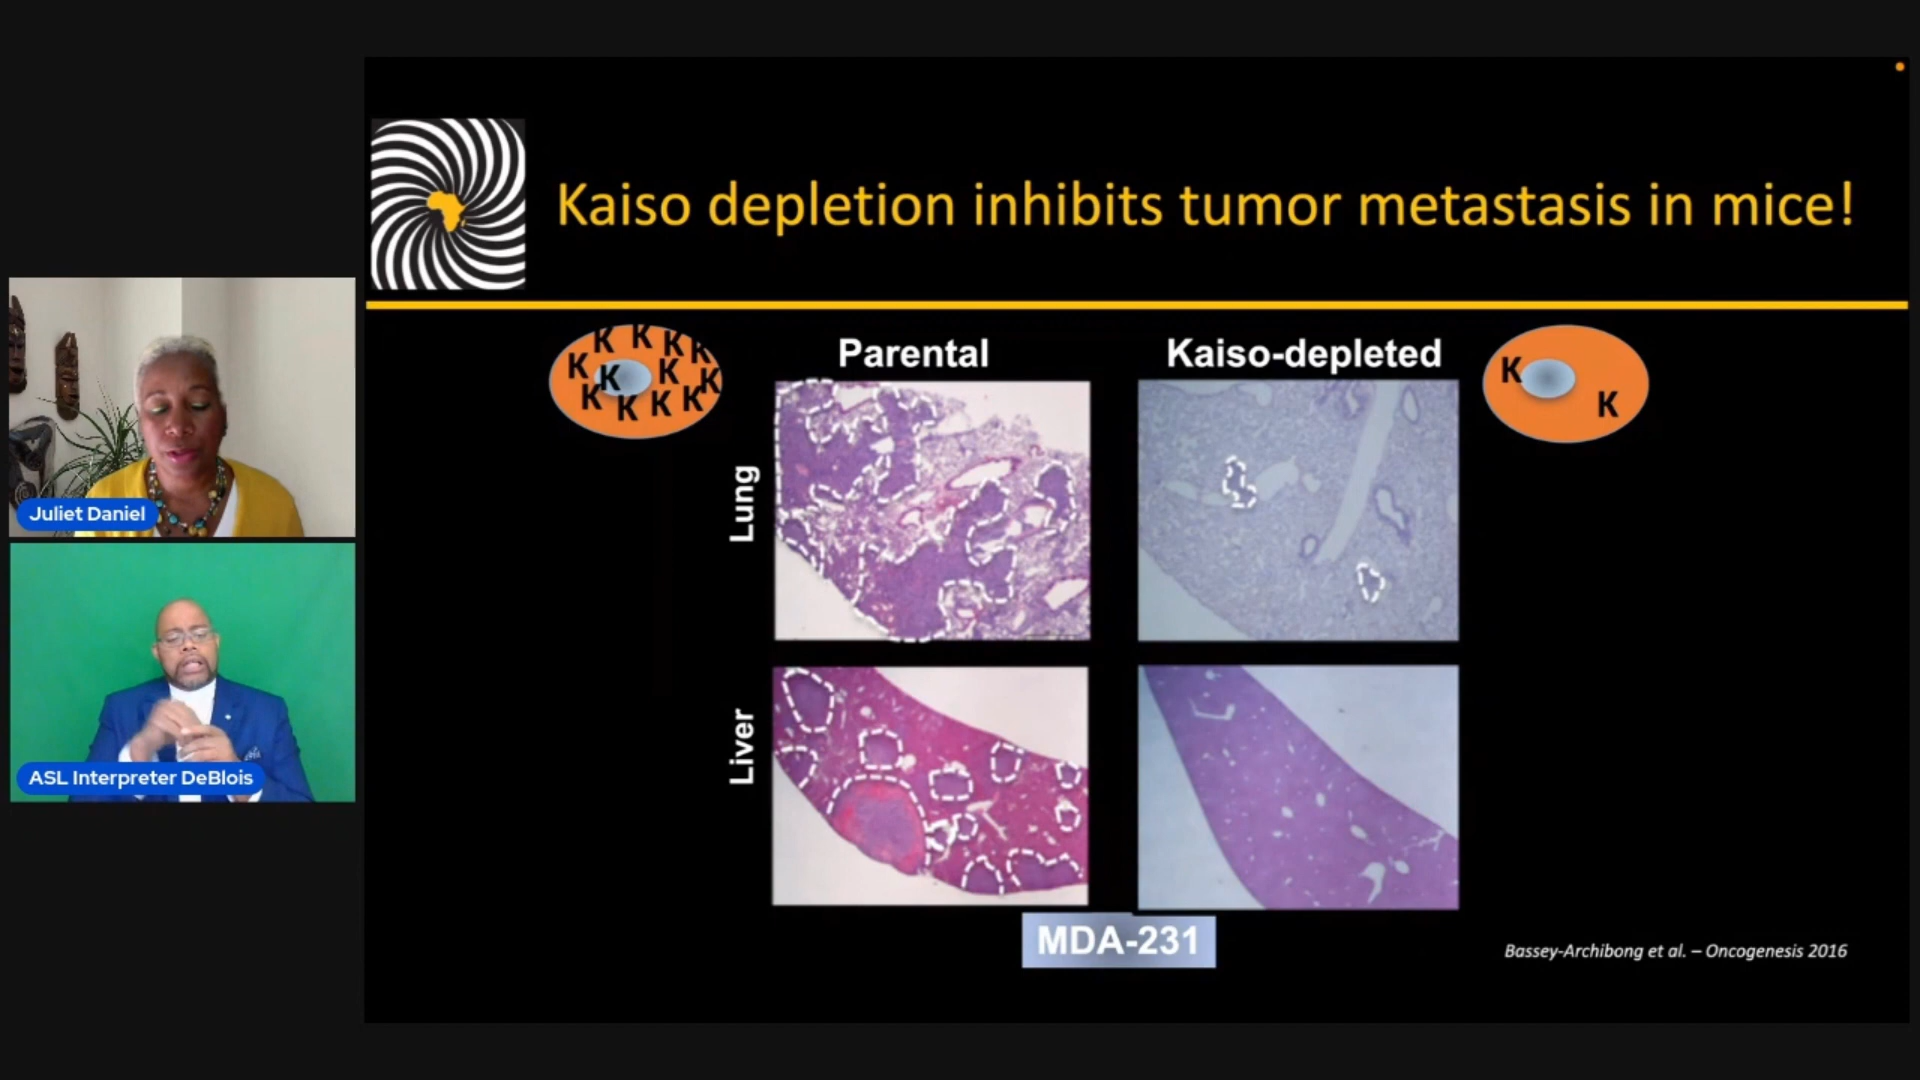 Kaiso depletion inhibits tumor metastasis in mice!
Parental
Kaiso-depleted
K K K K K K K K K K K K
K K
Lung
Liver
MDA-231
Bassey-Archibong et al. – Oncogenesis 2016
Juliet Daniel
ASL Interpreter DeBlois